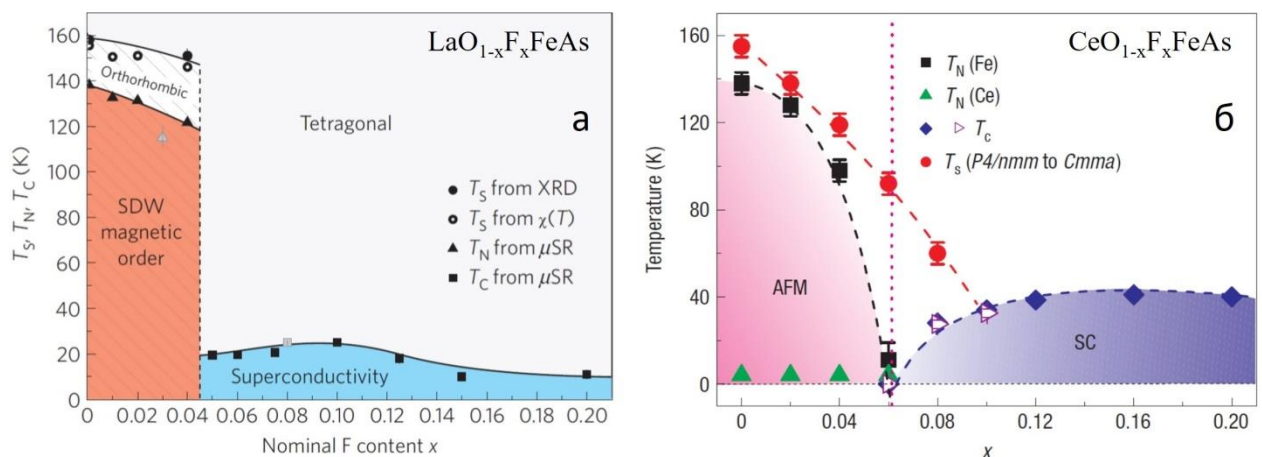 LaO1-xFxFeAs
160
140
120
100
80
60
40
20
0
TS, TN, TC (K)
Orthorhombic
Tetragonal
а
SDW
magnetic
order
TS from XRD
TS from χ(T)
TN from μSR
TC from μSR
Superconductivity
0
0.02
0.04
0.06
0.08
0.10
0.12
0.14
0.16
0.18
0.20
Nominal F content x
CeO1-xFxFeAs
160
120
80
40
0
Temperature (K)
TN (Fe)
TN (Ce)
Tc
Ts (P4/nmm to Cmma)
б
AFM
SC
0
0.04
0.08
0.12
0.16
0.20
x